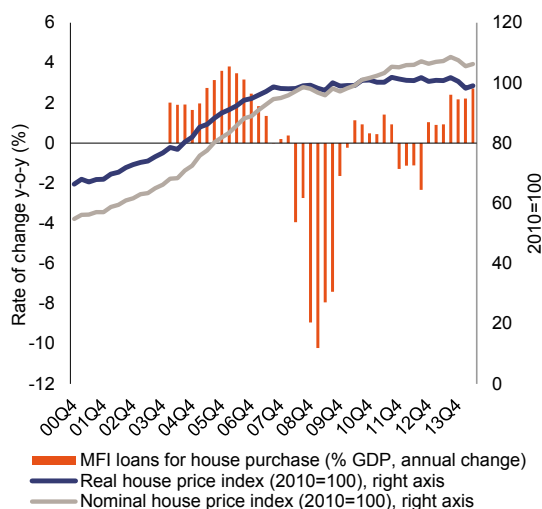 6
4
2
0
-2
-4
-6
-8
-10
-12
Rate of change y-o-y (%)
120
100
80
60
40
20
0
2010=100
00Q4
01Q4
02Q4
03Q4
04Q4
05Q4
06Q4
07Q4
08Q4
09Q4
10Q4
11Q4
12Q4
13Q4
MFI loans for house purchase (% GDP, annual change)
Real house price index (2010=100), right axis
Nominal house price index (2010=100), right axis